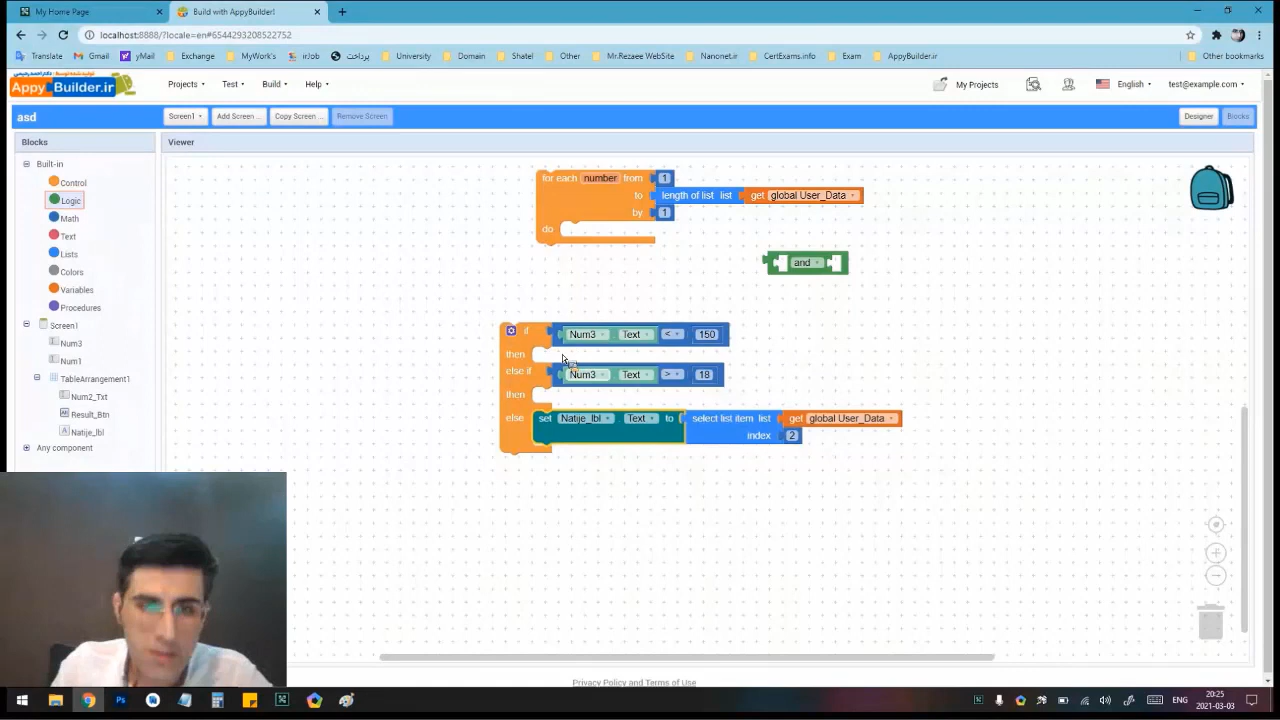 My Home Page
Build with AppyBuilder!
localhost:8888/?locale=en#6544293208522752
Translate
Gmail
yMail
Exchange
MyWork's
irJob
پرداخت
University
Domain
Shatel
Other
Mr.Rezaee WebSite
Nanonet.ir
CertExams.info
Exam
AppyBuilder.ir
Other bookmarks
AppyBuilder.ir
Projects
Test
Build
Help
My Projects
English
test@example.com
asd
Screen1
Add Screen ...
Copy Screen ...
Remove Screen
Designer
Blocks
Blocks
Viewer
Built-in
Control
Logic
Math
Text
Lists
Colors
Variables
Procedures
Screen1
Num3
Num1
TableArrangement1
Num2_Txt
Result_Btn
Natije_lbl
Any component
for each number from 1
to length of list list get global User_Data
by 1
do
and
if Num3 Text < 150
then
else if Num3 Text > 18
then
else set Natije_lbl Text to select list item list get global User_Data
index 2
Privacy Policy and Terms of Use
ENG
20:25
2021-03-03